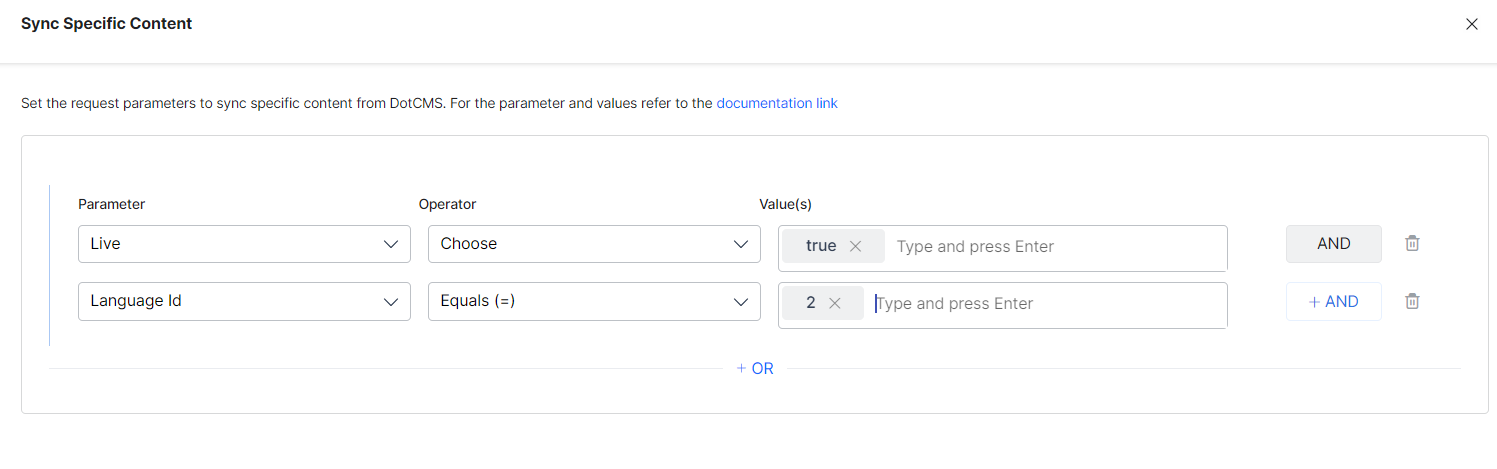 Sync Specific Content
Set the request parameters to sync specific content from DotCMS. For the parameter and values refer to the documentation link
Parameter Operator Value(s)
Live Choose true Type and press Enter AND
Language Id Equals (=) 2 Type and press Enter + AND
+ OR